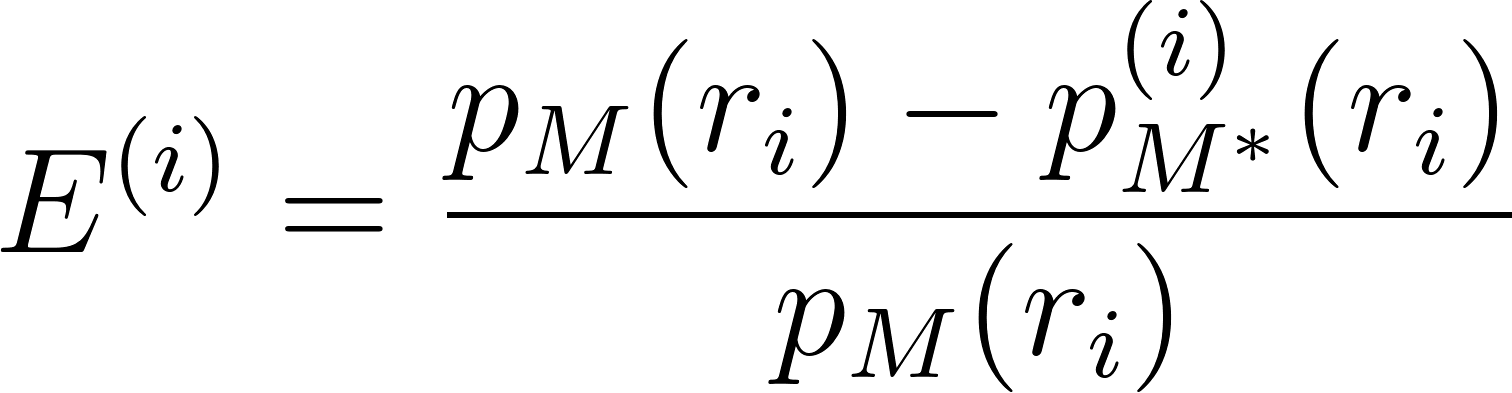 E^{(i)} = \frac{p_M(r_i) - p_{M^*}^{(i)}(r_i)}{p_M(r_i)}